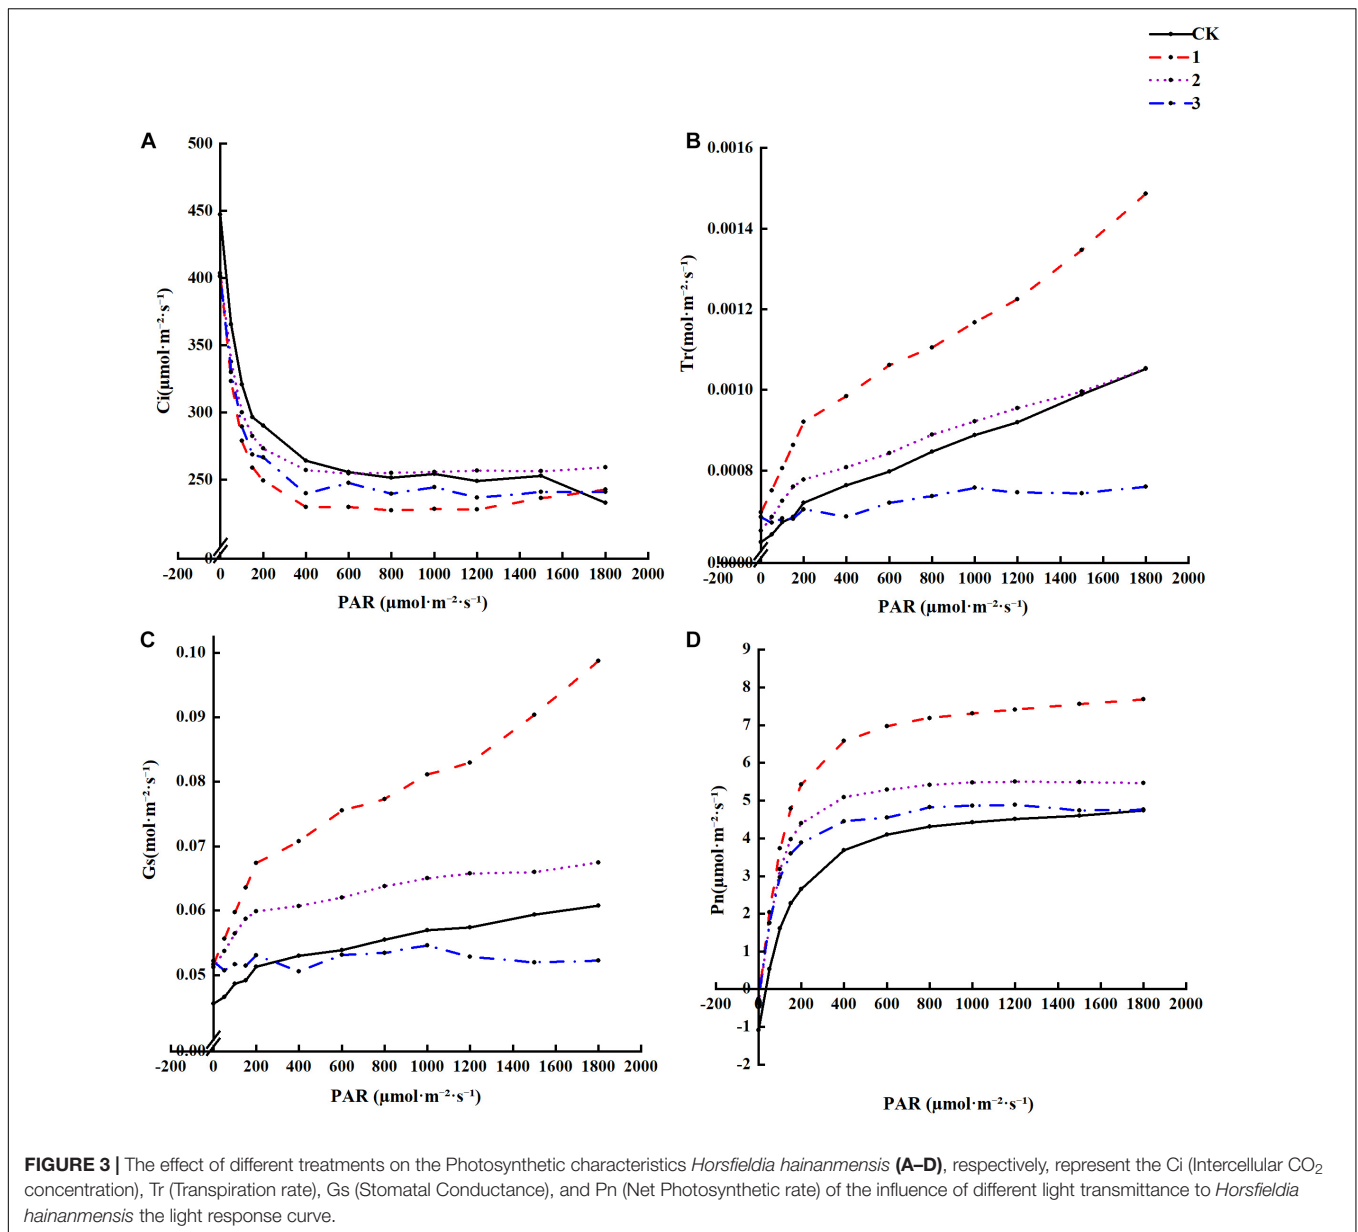 CK
1
2
3
A
500
450
400
350
300
250
0
Ci(μmol·m⁻²·s⁻¹)
-200 0 200 400 600 800 1000 1200 1400 1600 1800 2000
PAR (μmol·m⁻²·s⁻¹)
B
0.0016
0.0014
0.0012
0.0010
0.0008
0.0000
Tr(mol·m⁻²·s⁻¹)
-200 0 200 400 600 800 1000 1200 1400 1600 1800 2000
PAR (μmol·m⁻²·s⁻¹)
C
0.10
0.09
0.08
0.07
0.06
0.05
0.00
Gs(mol·m⁻²·s⁻¹)
-200 0 200 400 600 800 1000 1200 1400 1600 1800 2000
PAR (μmol·m⁻²·s⁻¹)
D
9
8
7
6
5
4
3
2
1
0
-1
-2
Pn(μmol·m⁻²·s⁻¹)
-200 0 200 400 600 800 1000 1200 1400 1600 1800 2000
PAR (μmol·m⁻²·s⁻¹)
FIGURE 3 | The effect of different treatments on the Photosynthetic characteristics Horsfieldia hainanmensis (A–D), respectively, represent the Ci (Intercellular CO₂
concentration), Tr (Transpiration rate), Gs (Stomatal Conductance), and Pn (Net Photosynthetic rate) of the influence of different light transmittance to Horsfieldia
hainanmensis the light response curve.